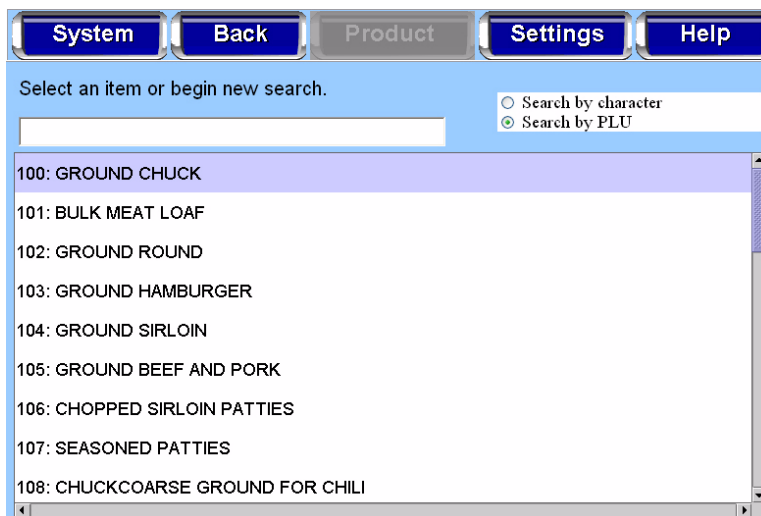 System Back Product Settings Help
Select an item or begin new search.
Search by character
Search by PLU
100: GROUND CHUCK
101: BULK MEAT LOAF
102: GROUND ROUND
103: GROUND HAMBURGER
104: GROUND SIRLOIN
105: GROUND BEEF AND PORK
106: CHOPPED SIRLOIN PATTIES
107: SEASONED PATTIES
108: CHUCKCOARSE GROUND FOR CHILI